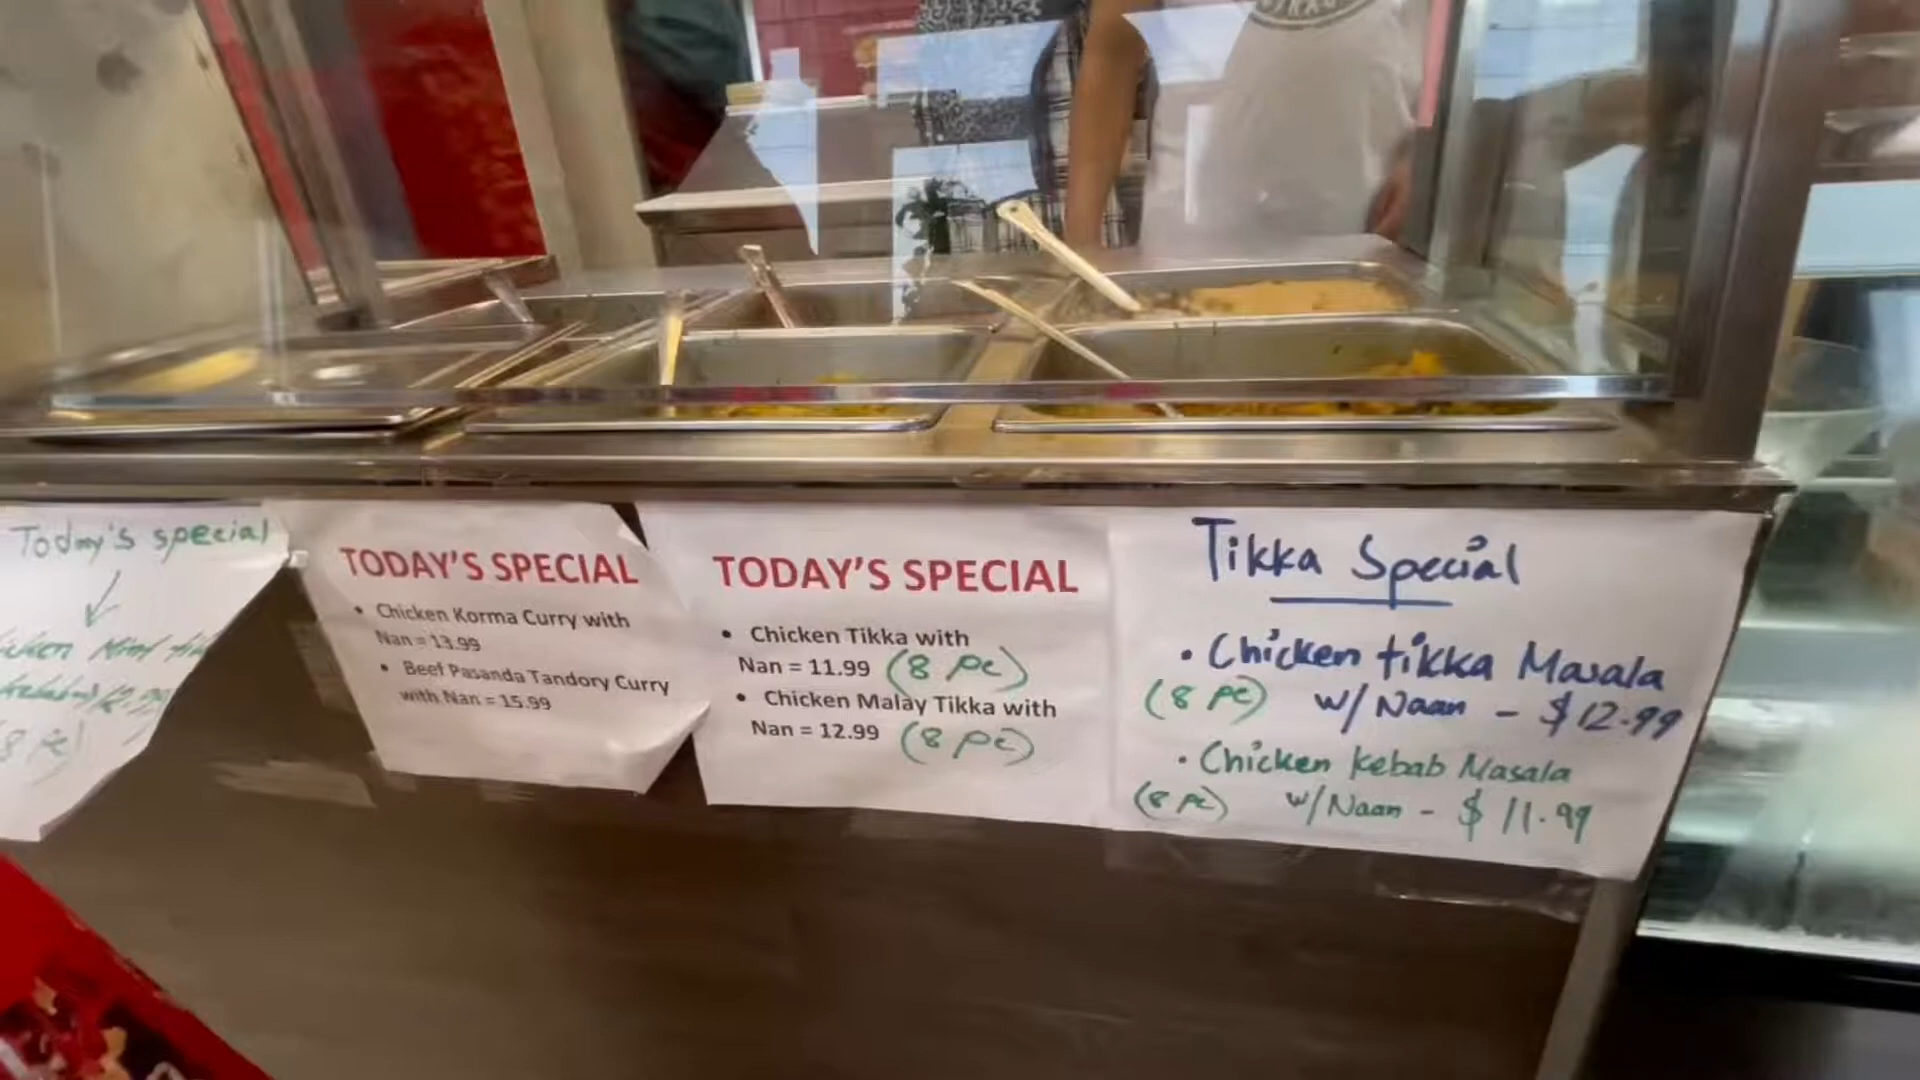 Today's special
TODAY'S SPECIAL
• Chicken Korma Curry with
Nan = 13.99
• Beef Pasanda Tandory Curry
with Nan = 15.99
TODAY'S SPECIAL
• Chicken Tikka with
Nan = 11.99 (8 pc)
• Chicken Malay Tikka with
Nan = 12.99 (8 pc)
Tikka Special
• Chicken tikka Masala
(8 pc) w/ Naan - $12.99
• Chicken Kebab Masala
(8 pc) w/ Naan - $11.99